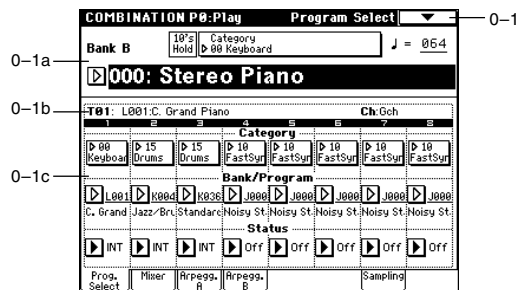 COMBINATION P0:Play Program Select
0–1
Bank B
10's Hold
Category
00 Keyboard
♩ = 064
0–1a
000: Stereo Piano
0–1b
T01: L001:C. Grand Piano Ch:Gch
1 2 3 4 5 6 7 8
Category
00 Keyboar 15 Drums 15 Drums 10 FastSyn 10 FastSyn 10 FastSyn 10 FastSyn 10 FastSyn
0–1c
Bank/Program
L001 K004 K036 J000 J000 J000 J000 J000
C. Grand Jazz/Bru Standard Noisy St Noisy St Noisy St Noisy St Noisy St
Status
INT INT INT Off Off Off Off Off
Prog. Select Mixer Arpegg. A Arpegg. B Sampling